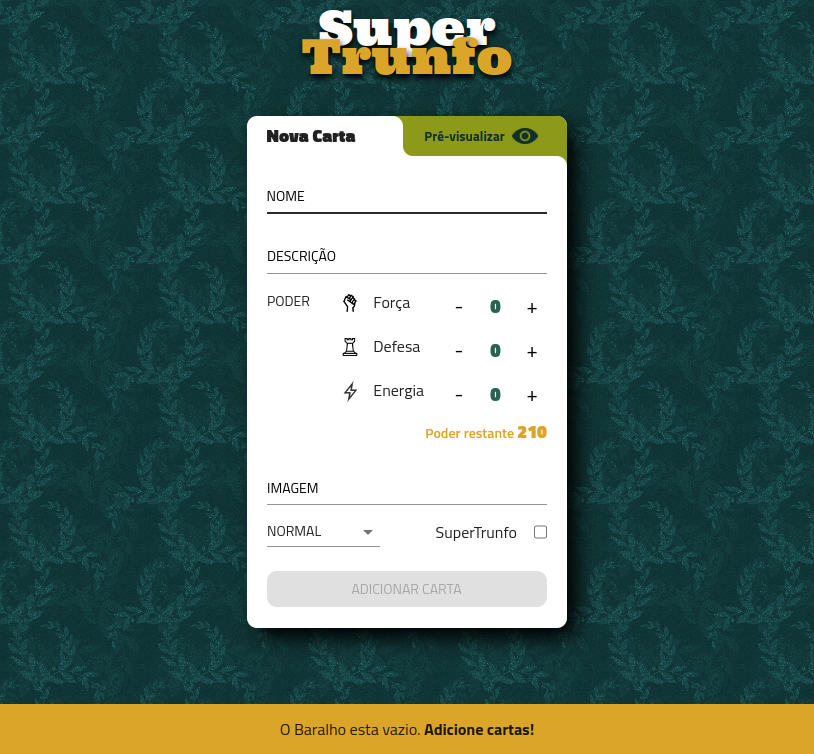 Super
Trunfo
Nova Carta
Pré-visualizar
NOME
DESCRIÇÃO
PODER
Força - 0 +
Defesa - 0 +
Energia - 0 +
Poder restante 210
IMAGEM
NORMAL
SuperTrunfo
ADICIONAR CARTA
O Baralho esta vazio. Adicione cartas!